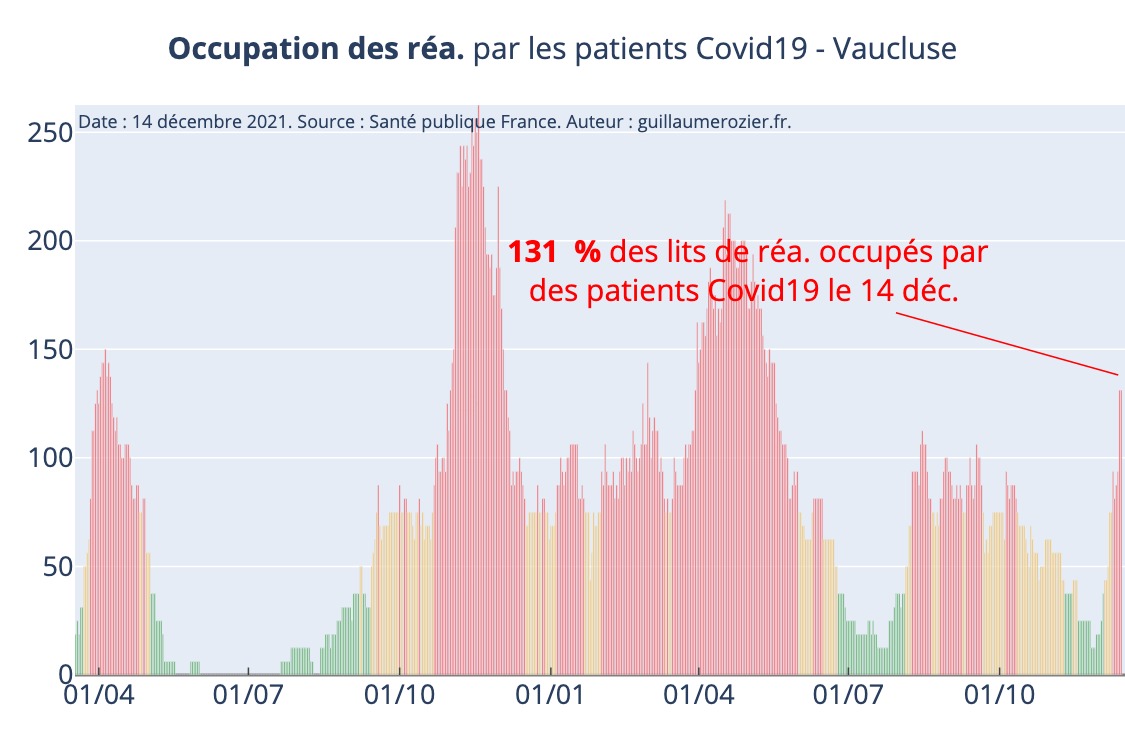 Occupation des réa. par les patients Covid19 - Vaucluse
Date : 14 décembre 2021. Source : Santé publique France. Auteur : guillaumerozier.fr.
250
200
150
100
50
0
131 % des lits de réa. occupés par
des patients Covid19 le 14 déc.
01/04 01/07 01/10 01/01 01/04 01/07 01/10